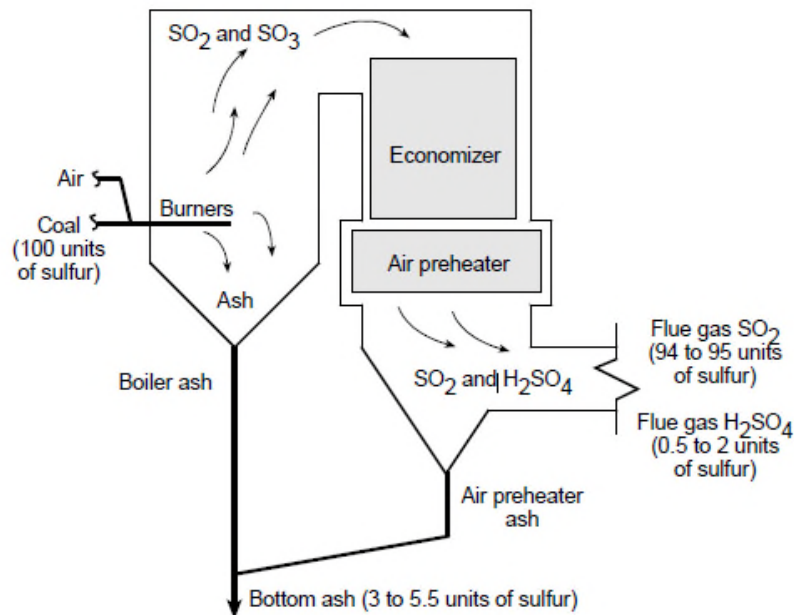 SO2 and SO3
Economizer
Air
Burners
Coal
(100 units
of sulfur)
Air preheater
Ash
Flue gas SO2
(94 to 95 units
of sulfur)
Boiler ash
SO2 and H2SO4
Flue gas H2SO4
(0.5 to 2 units
of sulfur)
Air preheater
ash
Bottom ash (3 to 5.5 units of sulfur)